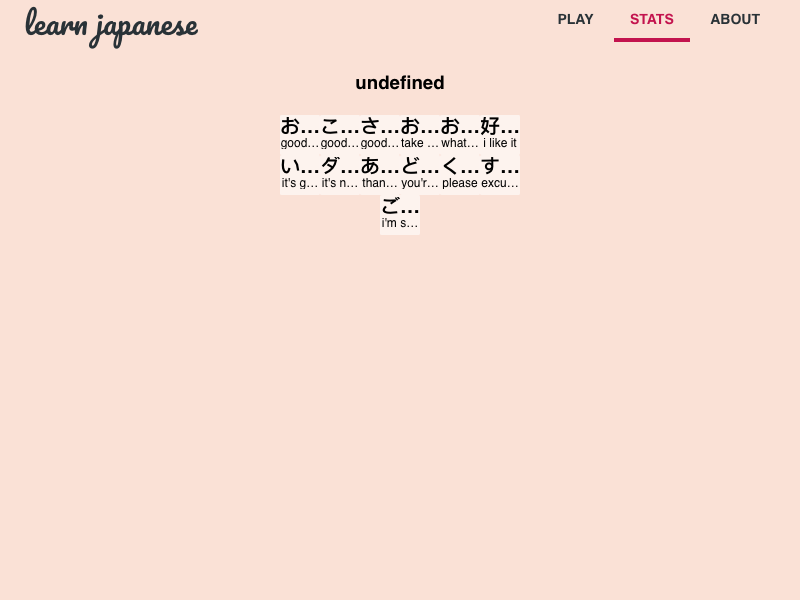 learn japanese
PLAY STATS ABOUT
undefined
お… こ… さ… お… お… 好…
good… good… good… take … what… i like it
い… ダ… あ… ど… く… す…
it's g… it's n… than… you'r… please excu…
ご…
i'm s…